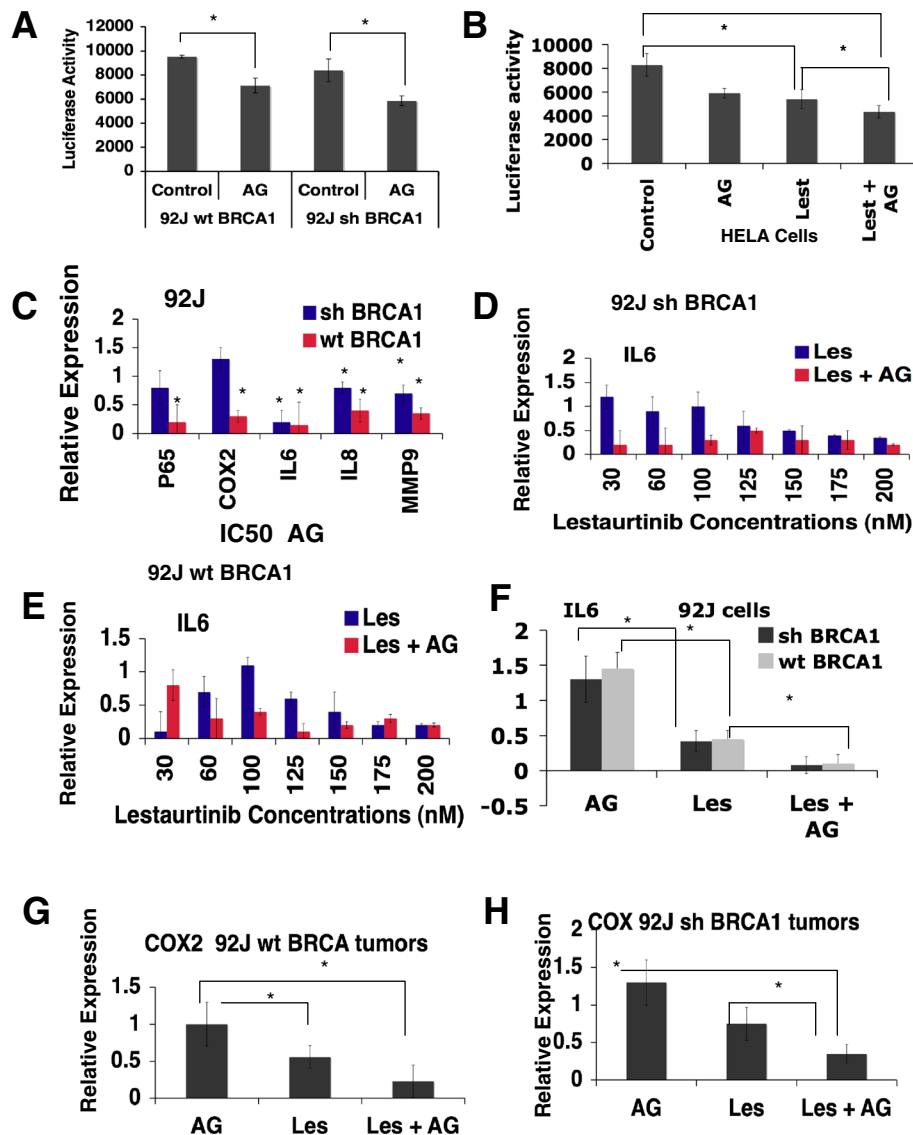 A
Luciferase Activity
12000
10000
8000
6000
4000
2000
0
*
*
Control
AG
Control
AG
92J wt BRCA1
92J sh BRCA1
B
Luciferase activity
10000
8000
6000
4000
2000
0
*
*
Control
AG
Lest
Lest +
AG
HELA Cells
C
92J
Relative Expression
2
1.5
1
0.5
0
sh BRCA1
wt BRCA1
*
*
*
*
*
*
*
*
P65
COX2
IL6
IL8
MMP9
IC50 AG
D
92J sh BRCA1
Relative Expression
2
1.5
1
0.5
0
IL6
Les
Les + AG
30
60
100
125
150
175
200
Lestaurtinib Concentrations (nM)
92J wt BRCA1
E
Relative Expression
1.5
1
0.5
0
IL6
Les
Les + AG
30
60
100
125
150
175
200
Lestaurtinib Concentrations (nM)
F
IL6
92J cells
Relative Expression
2
1.5
1
0.5
0
-0.5
*
*
*
sh BRCA1
wt BRCA1
AG
Les
Les +
AG
G
COX2 92J wt BRCA tumors
Relative Expression
1.5
1
0.5
0
*
*
AG
Les
Les + AG
H
COX 92J sh BRCA1 tumors
Relative Expression
2
1.5
1
0.5
0
*
*
AG
Les
Les + AG